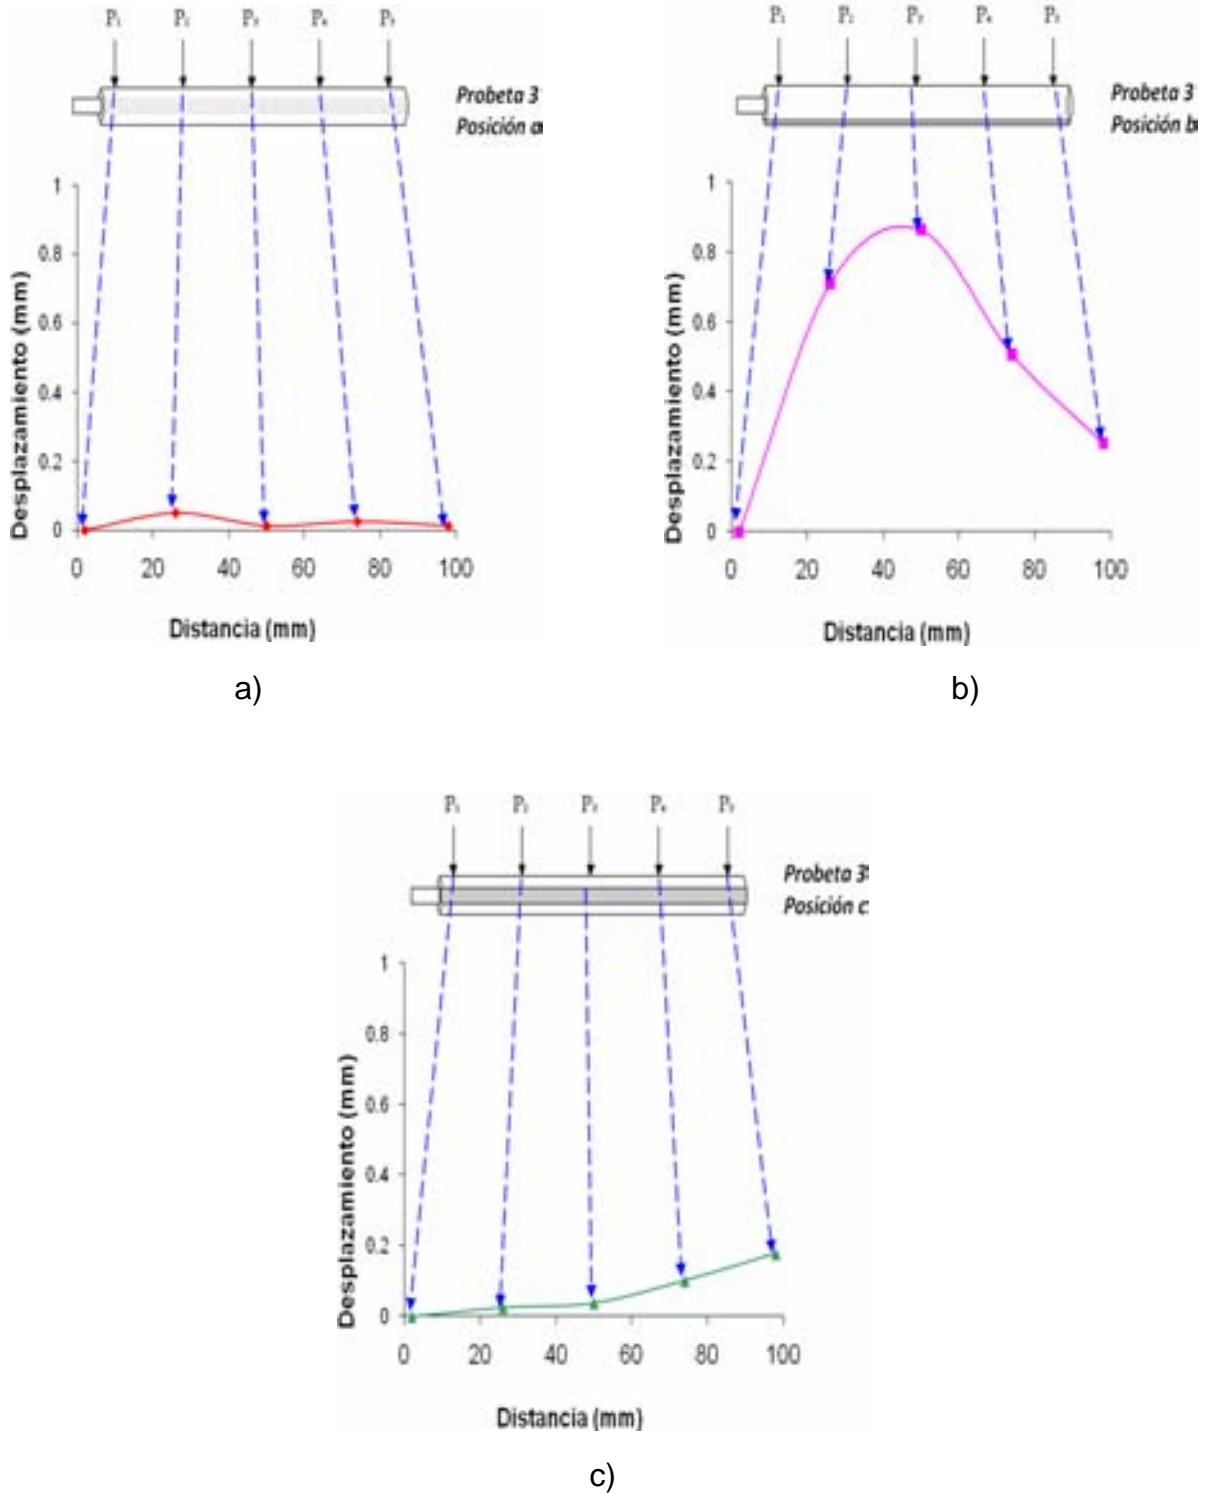 P₁ P₂ P₃ P₄ P₅
Probeta 3
Posición a
1
0.8
0.6
0.4
0.2
0
Desplazamiento (mm)
0 20 40 60 80 100
Distancia (mm)
a)
P₁ P₂ P₃ P₄ P₅
Probeta 3
Posición b
1
0.8
0.6
0.4
0.2
0
Desplazamiento (mm)
0 20 40 60 80 100
Distancia (mm)
b)
P₁ P₂ P₃ P₄ P₅
Probeta 3
Posición c
1
0.8
0.6
0.4
0.2
0
Desplazamiento (mm)
0 20 40 60 80 100
Distancia (mm)
c)